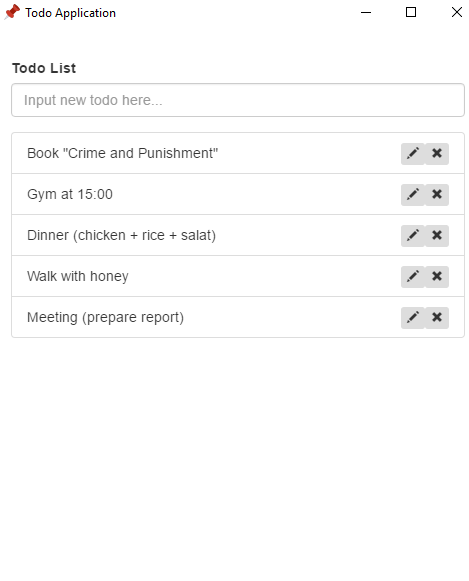 Todo Application
Todo List
Input new todo here...
Book "Crime and Punishment"
Gym at 15:00
Dinner (chicken + rice + salat)
Walk with honey
Meeting (prepare report)